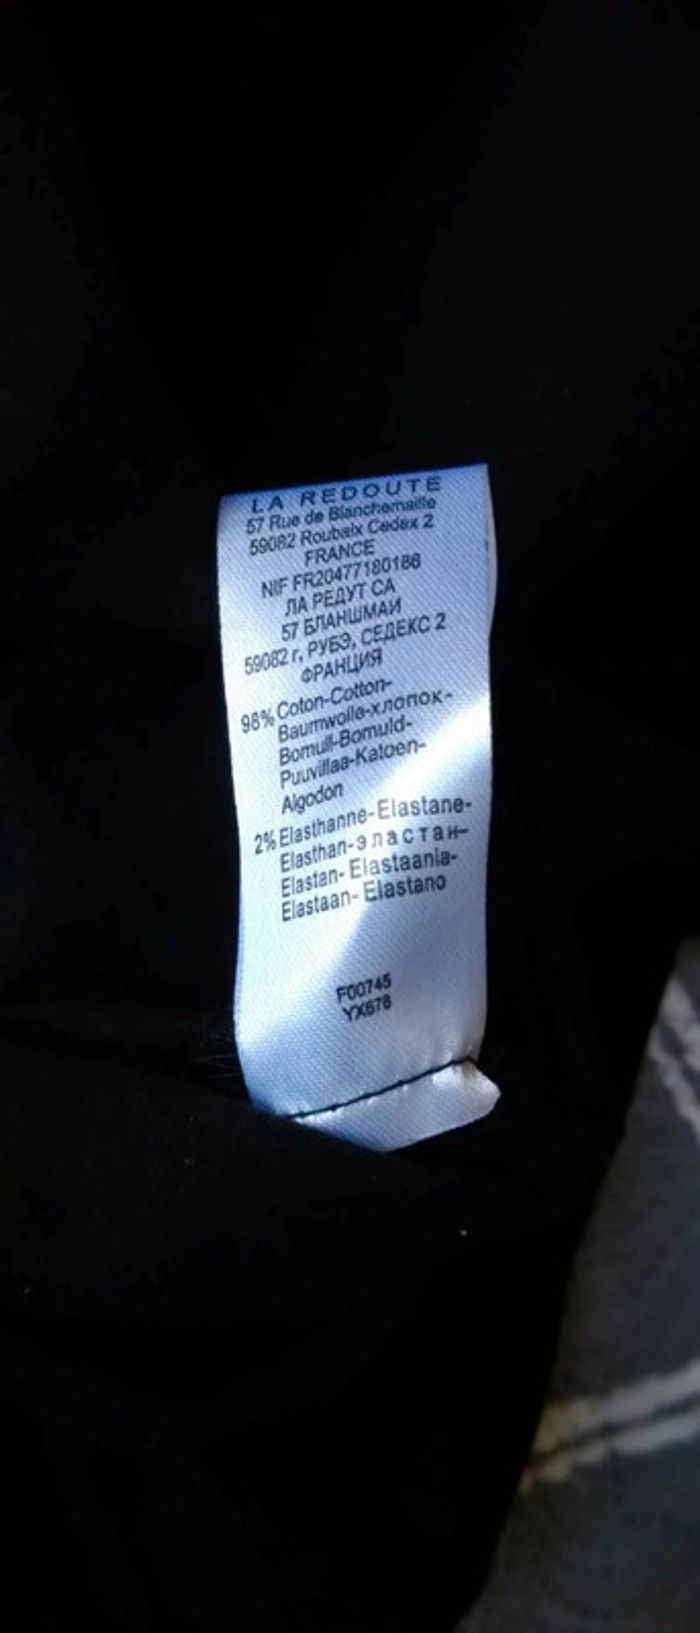 LA REDOUTE
57 Rue de Blanchemaille
59082 Roubaix Cedex 2
FRANCE
NIF FR20477180186
ЛА РЕДУТ СА
57 БЛАНШМАЙ
59082 г, РУБЭ, СЕДЕКС 2
ФРАНЦИЯ
98% Coton-Cotton-
Baumwolle-хлопок-
Bomull-Bomuld-
Puuvillaa-Katoen-
Algodon
2% Elasthanne-Elastane-
Elasthan-эластан-
Elastan- Elastaania-
Elastaan- Elastano
F00745
YX678